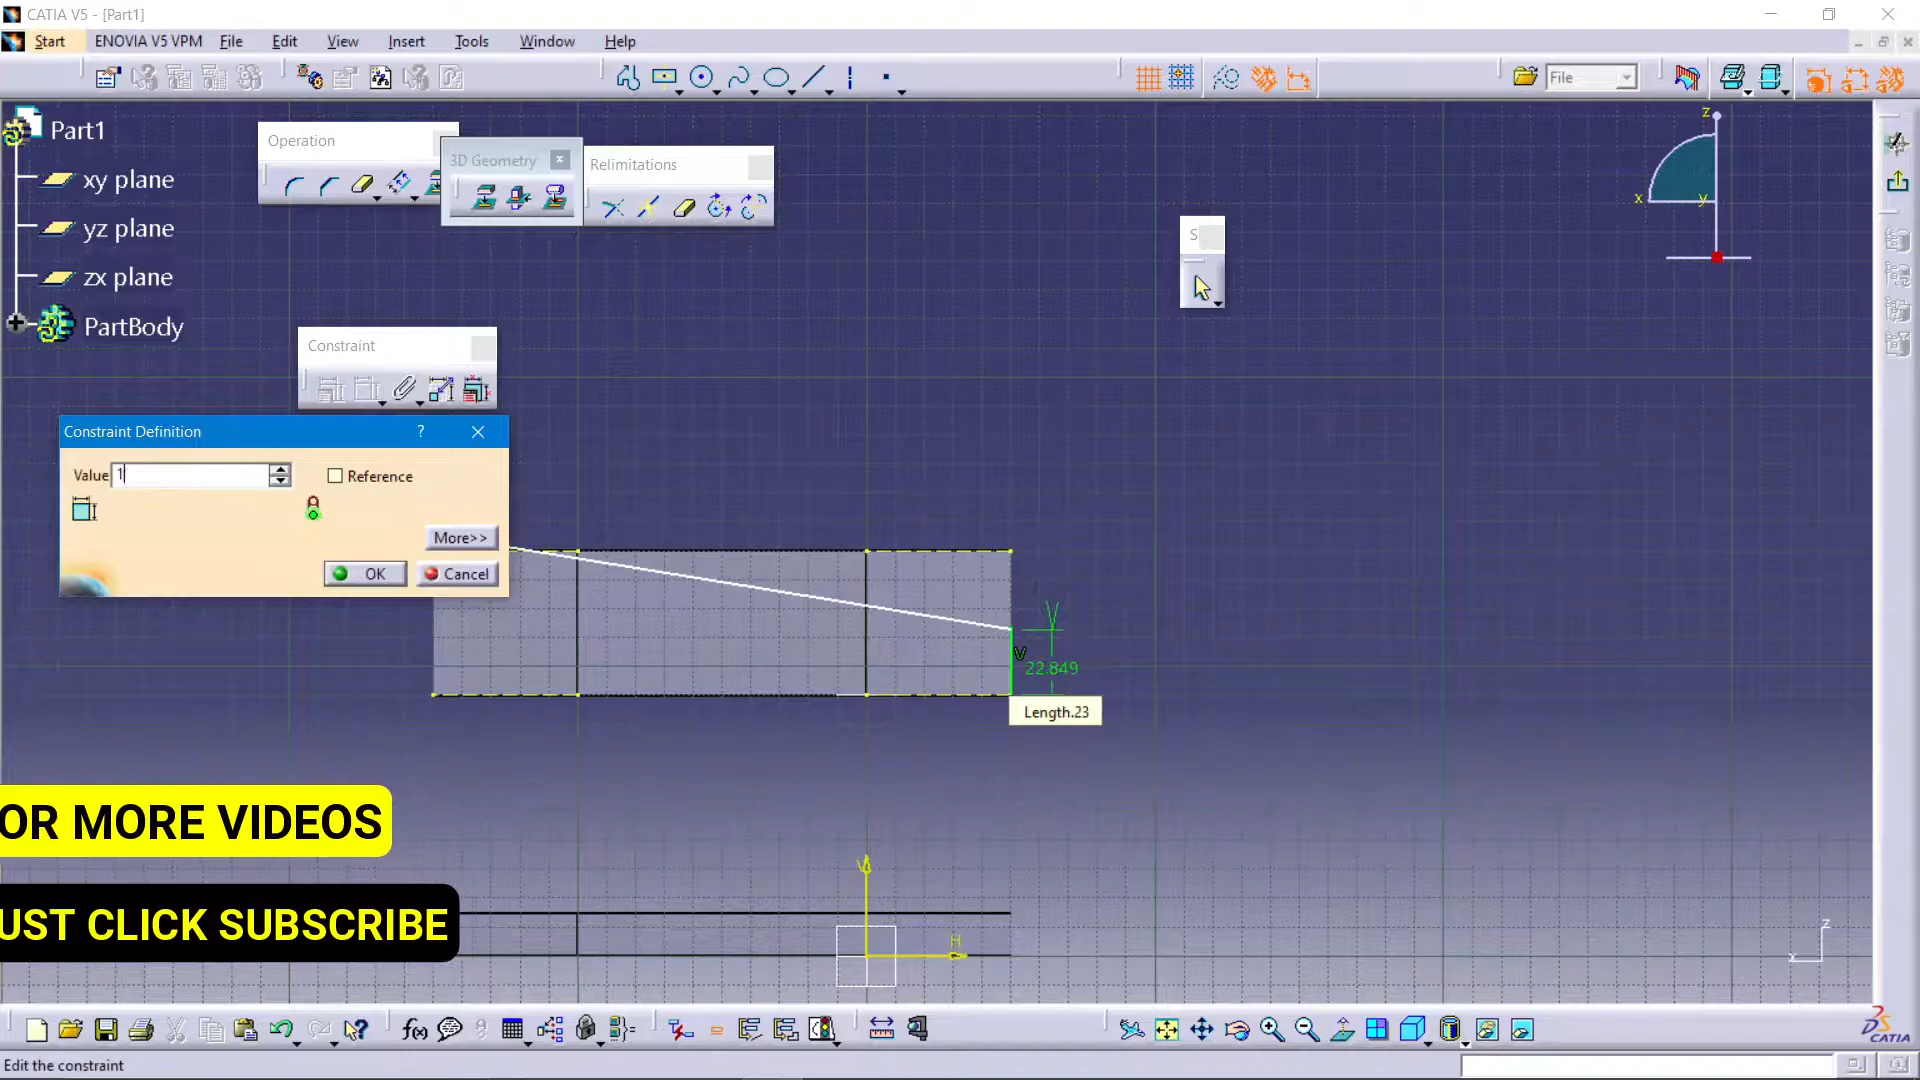 CATIA V5 - [Part1]
Start ENOVIA V5 VPM File Edit View Insert Tools Window Help
File
Part1
xy plane
yz plane
zx plane
PartBody
Operation
3D Geometry
Relimitations
S
z
x
y
Constraint
Constraint Definition ?
Value 1 Reference
More>>
OK Cancel
V
V
22.849
Length.23
OR MORE VIDEOS
UST CLICK SUBSCRIBE
V
H
z
x
f(x)
CATIA
Edit the constraint